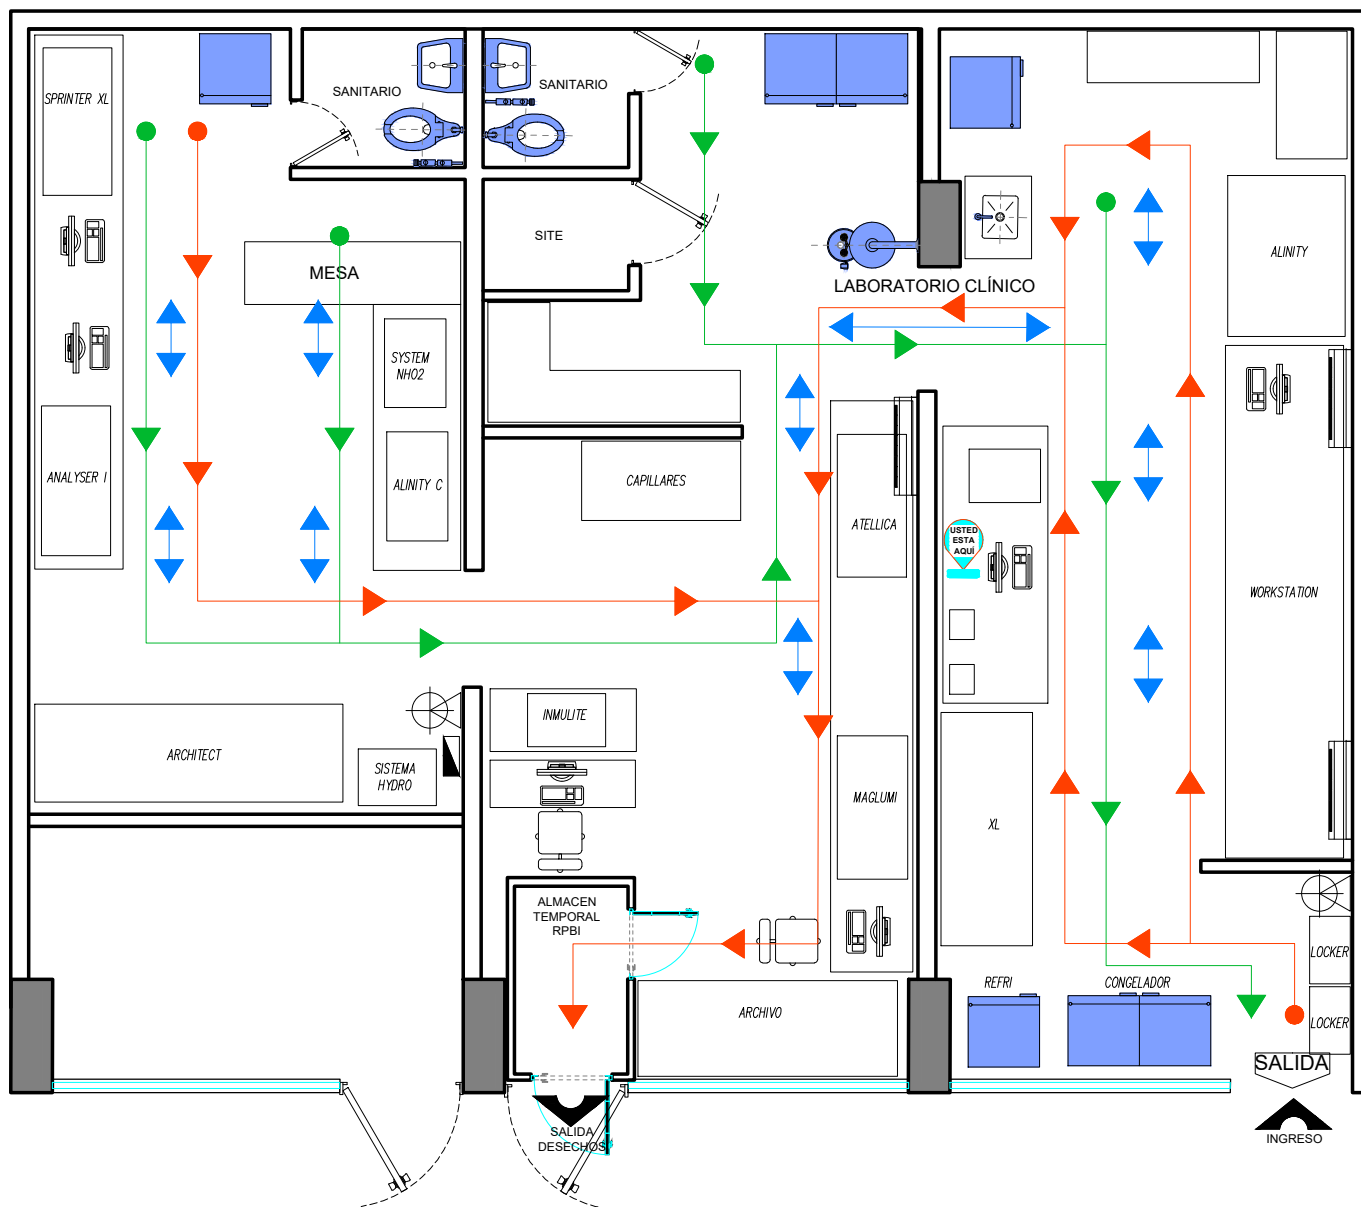 SPRINTER XL
SANITARIO
SANITARIO
SITE
MESA
LABORATORIO CLÍNICO
ALINITY
SYSTEM
NHO2
ANALYSER I
ALINITY C
CAPILLARES
ATELLICA
USTED
ESTA
AQUÍ
WORKSTATION
ARCHITECT
SISTEMA
HYDRO
INMULITE
MAGLUMI
XL
ALMACEN
TEMPORAL
RPBI
ARCHIVO
REFRI
CONGELADOR
LOCKER
LOCKER
SALIDA
INGRESO
SALIDA
DESECHOS